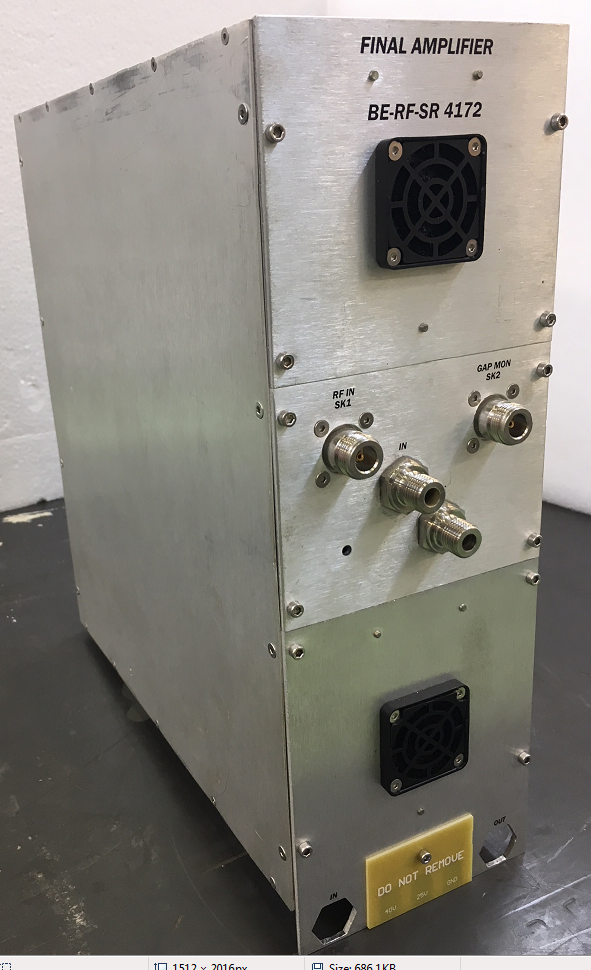 FINAL AMPLIFIER
BE-RF-SR 4172
GAP MON
SK2
RF IN
SK1
IN
OUT
DO NOT REMOVE
40V 25V GND
IN
1512 × 2016px Size: 686.1KB